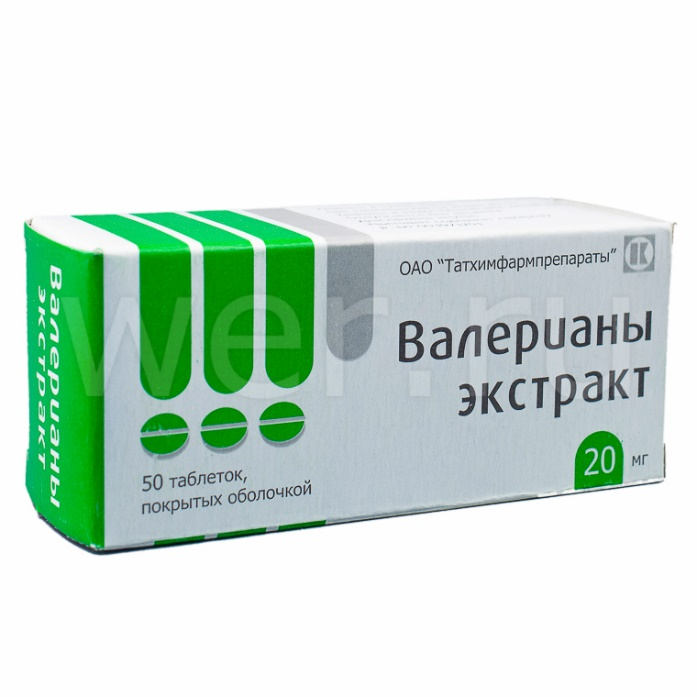 ОАО "Татхимфармпрепараты"
Валерианы
экстракт
20 мг
50 таблеток,
покрытых оболочкой
Валерианы
экстракт
wer.ru